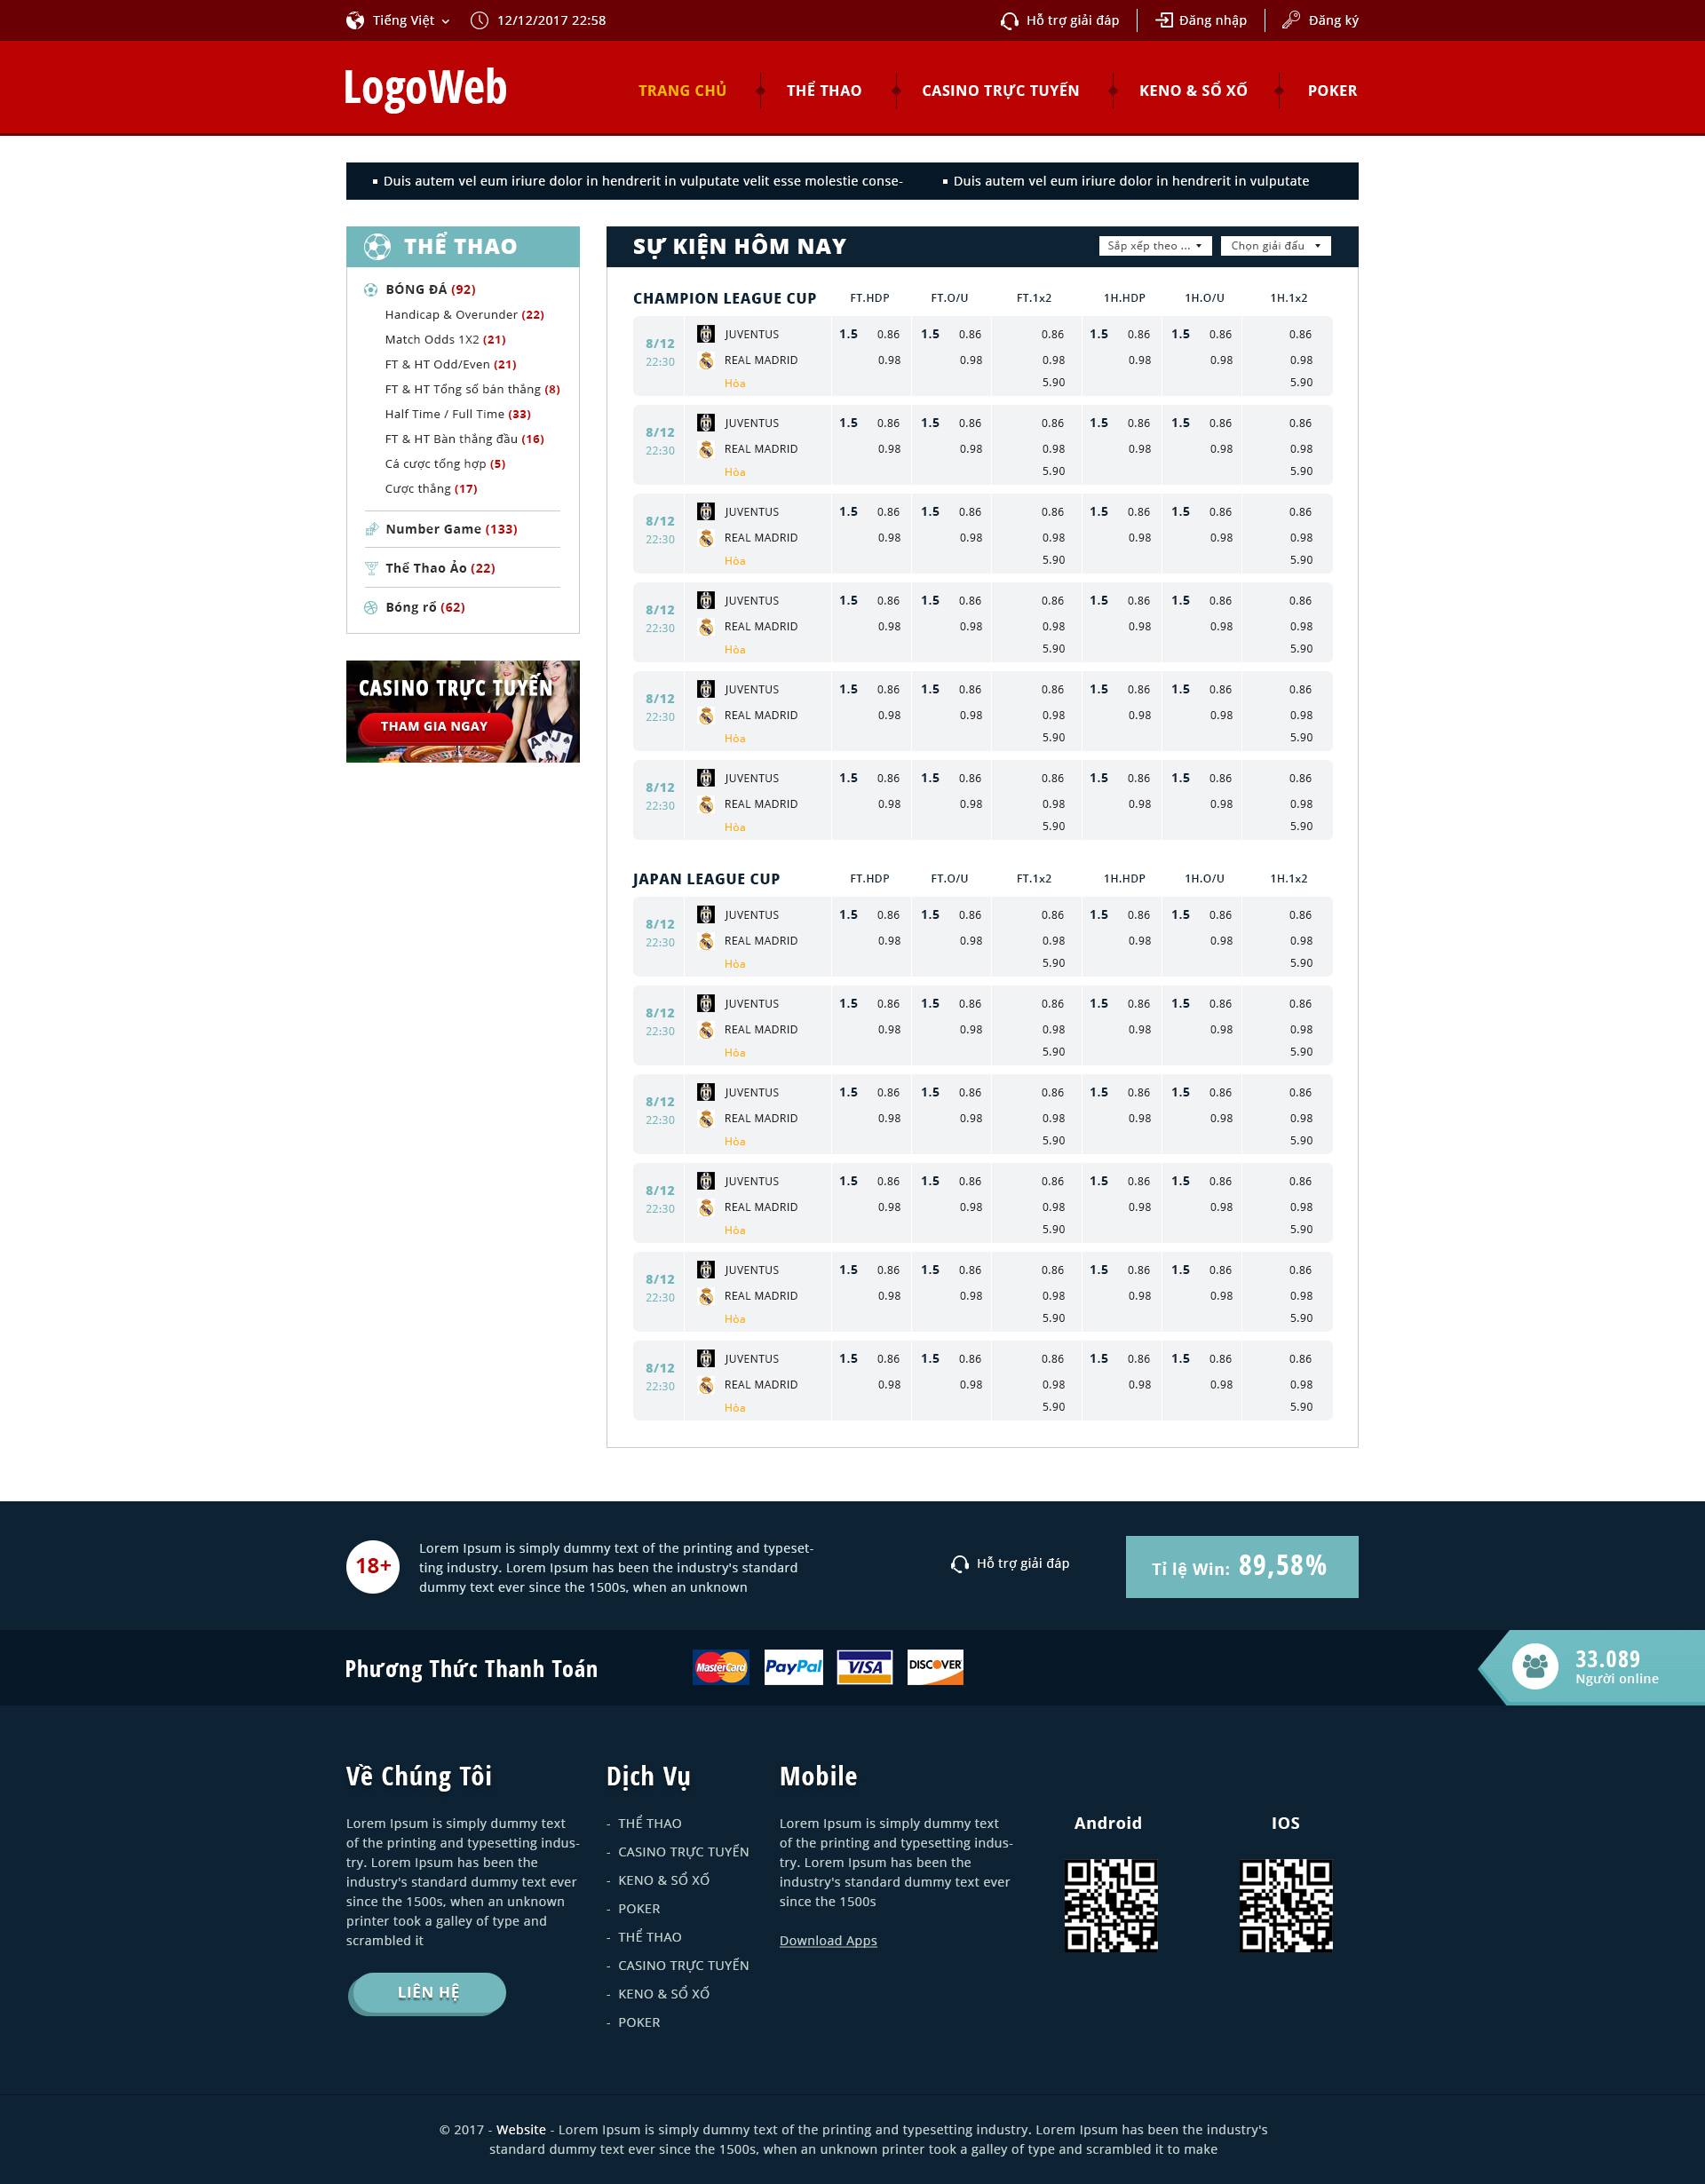 Tiếng Việt 12/12/2017 22:58 Hỗ trợ giải đáp Đăng nhập Đăng ký
LogoWeb TRANG CHỦ THỂ THAO CASINO TRỰC TUYẾN KENO & SỔ XỐ POKER
Duis autem vel eum iriure dolor in hendrerit in vulputate velit esse molestie conse- Duis autem vel eum iriure dolor in hendrerit in vulputate
THỂ THAO
BÓNG ĐÁ (92)
Handicap & Overunder (22)
Match Odds 1X2 (21)
FT & HT Odd/Even (21)
FT & HT Tổng số bán thắng (8)
Half Time / Full Time (33)
FT & HT Bàn thắng đầu (16)
Cá cược tổng hợp (5)
Cược thắng (17)
Number Game (133)
Thể Thao Ảo (22)
Bóng rổ (62)
CASINO TRỰC TUYẾN
THAM GIA NGAY
SỰ KIỆN HÔM NAY Sắp xếp theo ... Chọn giải đấu
CHAMPION LEAGUE CUP FT.HDP FT.O/U FT.1x2 1H.HDP 1H.O/U 1H.1x2
8/12
22:30
JUVENTUS 1.5 0.86 1.5 0.86 0.86 1.5 0.86 1.5 0.86 0.86
REAL MADRID 0.98 0.98 0.98 0.98 0.98 0.98
Hòa 5.90 5.90
8/12
22:30
JUVENTUS 1.5 0.86 1.5 0.86 0.86 1.5 0.86 1.5 0.86 0.86
REAL MADRID 0.98 0.98 0.98 0.98 0.98 0.98
Hòa 5.90 5.90
8/12
22:30
JUVENTUS 1.5 0.86 1.5 0.86 0.86 1.5 0.86 1.5 0.86 0.86
REAL MADRID 0.98 0.98 0.98 0.98 0.98 0.98
Hòa 5.90 5.90
8/12
22:30
JUVENTUS 1.5 0.86 1.5 0.86 0.86 1.5 0.86 1.5 0.86 0.86
REAL MADRID 0.98 0.98 0.98 0.98 0.98 0.98
Hòa 5.90 5.90
8/12
22:30
JUVENTUS 1.5 0.86 1.5 0.86 0.86 1.5 0.86 1.5 0.86 0.86
REAL MADRID 0.98 0.98 0.98 0.98 0.98 0.98
Hòa 5.90 5.90
8/12
22:30
JUVENTUS 1.5 0.86 1.5 0.86 0.86 1.5 0.86 1.5 0.86 0.86
REAL MADRID 0.98 0.98 0.98 0.98 0.98 0.98
Hòa 5.90 5.90
JAPAN LEAGUE CUP FT.HDP FT.O/U FT.1x2 1H.HDP 1H.O/U 1H.1x2
8/12
22:30
JUVENTUS 1.5 0.86 1.5 0.86 0.86 1.5 0.86 1.5 0.86 0.86
REAL MADRID 0.98 0.98 0.98 0.98 0.98 0.98
Hòa 5.90 5.90
8/12
22:30
JUVENTUS 1.5 0.86 1.5 0.86 0.86 1.5 0.86 1.5 0.86 0.86
REAL MADRID 0.98 0.98 0.98 0.98 0.98 0.98
Hòa 5.90 5.90
8/12
22:30
JUVENTUS 1.5 0.86 1.5 0.86 0.86 1.5 0.86 1.5 0.86 0.86
REAL MADRID 0.98 0.98 0.98 0.98 0.98 0.98
Hòa 5.90 5.90
8/12
22:30
JUVENTUS 1.5 0.86 1.5 0.86 0.86 1.5 0.86 1.5 0.86 0.86
REAL MADRID 0.98 0.98 0.98 0.98 0.98 0.98
Hòa 5.90 5.90
8/12
22:30
JUVENTUS 1.5 0.86 1.5 0.86 0.86 1.5 0.86 1.5 0.86 0.86
REAL MADRID 0.98 0.98 0.98 0.98 0.98 0.98
Hòa 5.90 5.90
8/12
22:30
JUVENTUS 1.5 0.86 1.5 0.86 0.86 1.5 0.86 1.5 0.86 0.86
REAL MADRID 0.98 0.98 0.98 0.98 0.98 0.98
Hòa 5.90 5.90
18+
Lorem Ipsum is simply dummy text of the printing and typeset-
ting industry. Lorem Ipsum has been the industry's standard
dummy text ever since the 1500s, when an unknown
Hỗ trợ giải đáp
Tỉ lệ Win: 89,58%
Phương Thức Thanh Toán
MasterCard PayPal VISA DISCOVER
33.089
Người online
Về Chúng Tôi
Lorem Ipsum is simply dummy text
of the printing and typesetting indus-
try. Lorem Ipsum has been the
industry's standard dummy text ever
since the 1500s, when an unknown
printer took a galley of type and
scrambled it
LIÊN HỆ
Dịch Vụ
- THỂ THAO
- CASINO TRỰC TUYẾN
- KENO & SỔ XỐ
- POKER
- THỂ THAO
- CASINO TRỰC TUYẾN
- KENO & SỔ XỐ
- POKER
Mobile
Lorem Ipsum is simply dummy text
of the printing and typesetting indus-
try. Lorem Ipsum has been the
industry's standard dummy text ever
since the 1500s
Download Apps
Android IOS
© 2017 - Website - Lorem Ipsum is simply dummy text of the printing and typesetting industry. Lorem Ipsum has been the industry's
standard dummy text ever since the 1500s, when an unknown printer took a galley of type and scrambled it to make